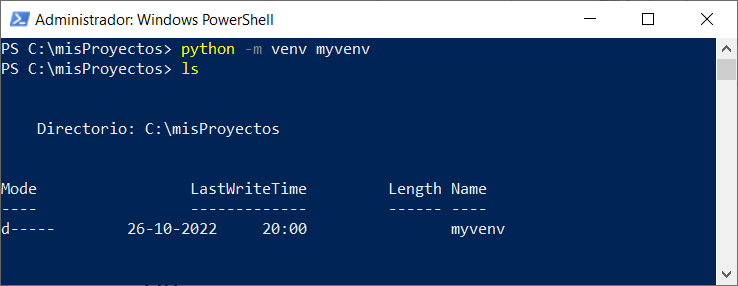 Administrador: Windows PowerShell
PS C:\misProyectos> python -m venv myvenv
PS C:\misProyectos> ls
Directorio: C:\misProyectos
Mode                 LastWriteTime         Length Name
----                 -------------         ------ ----
d-----        26-10-2022     20:00                myvenv